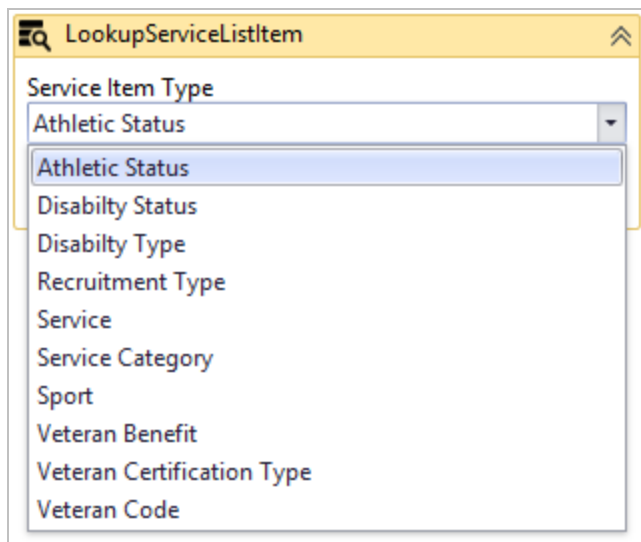 LookupServiceListItem
Service Item Type
Athletic Status
Athletic Status
Disabilty Status
Disabilty Type
Recruitment Type
Service
Service Category
Sport
Veteran Benefit
Veteran Certification Type
Veteran Code